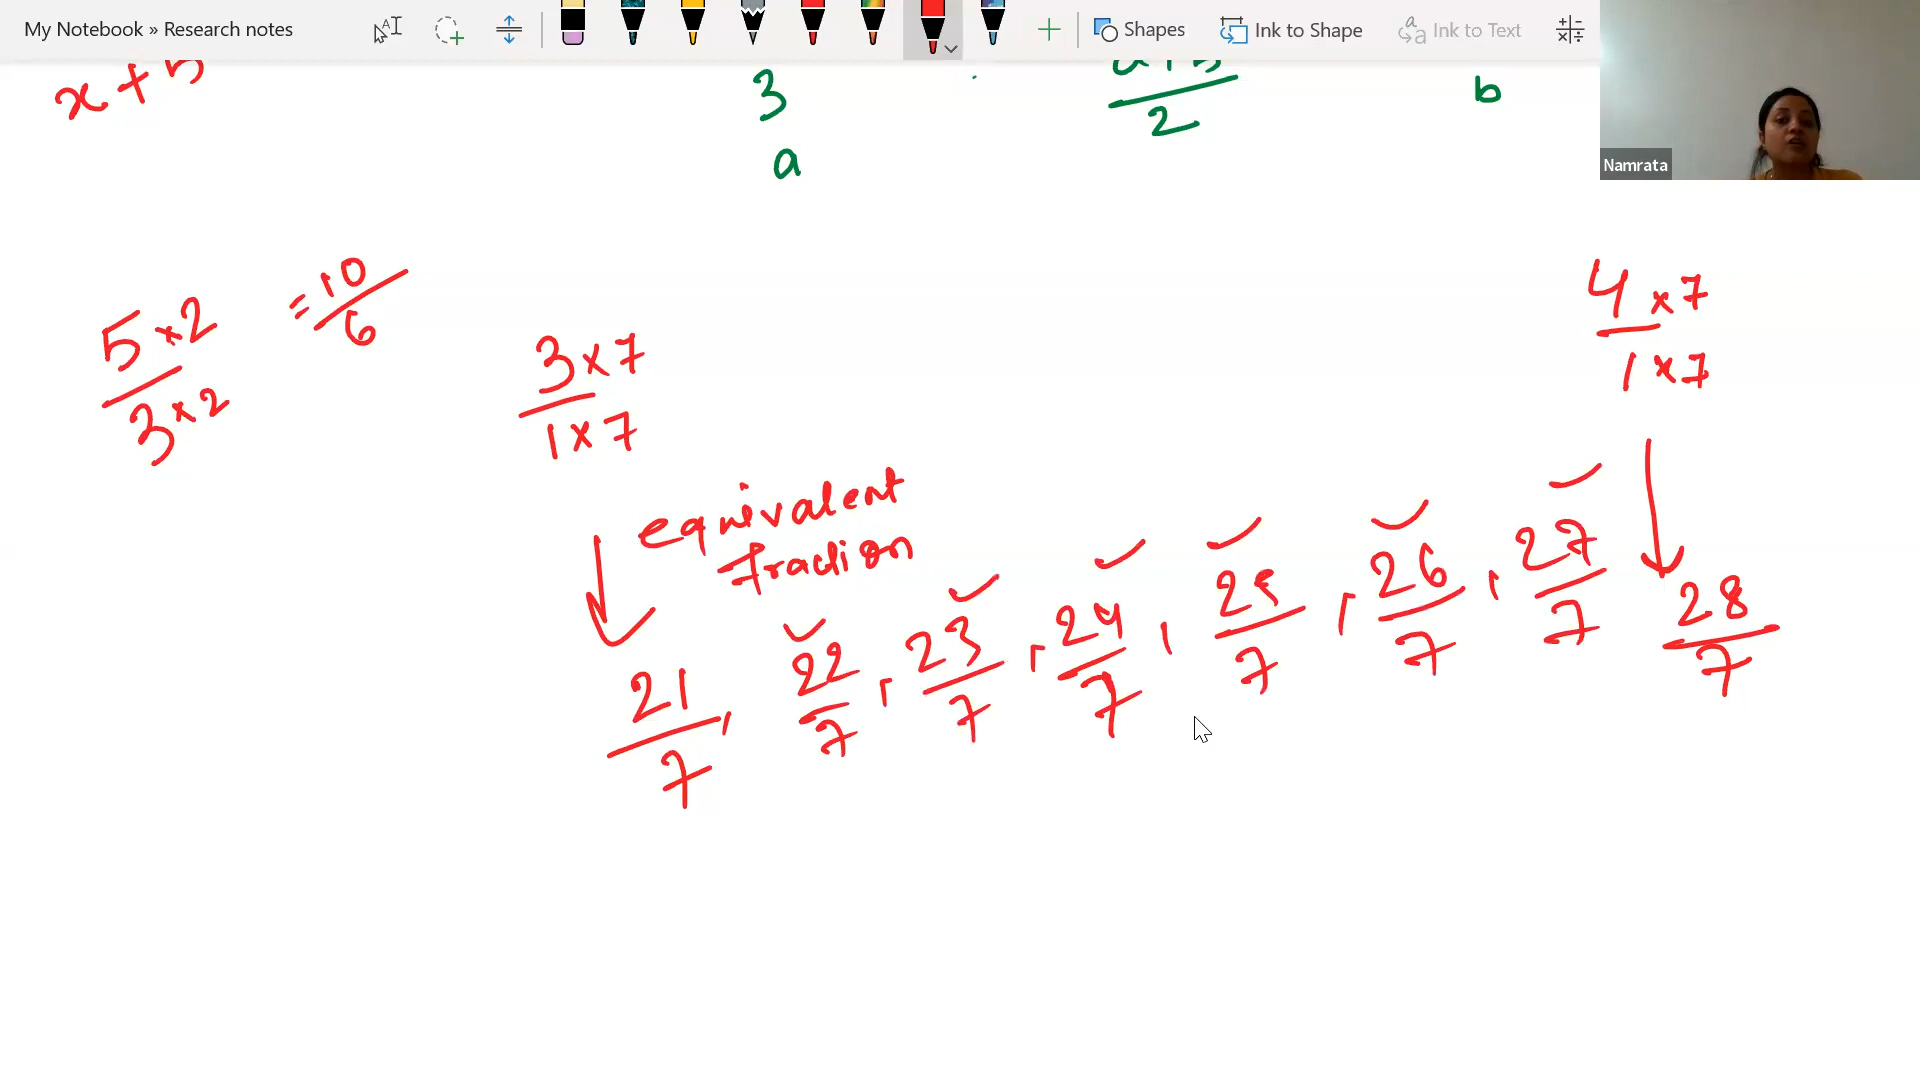 My Notebook » Research notes
Shapes
Ink to Shape
Ink to Text
Namrata
3
a
2
b
5×2
3×2
=10
6
3×7
1×7
4×7
1×7
equivalent
fraction
21/7, 22/7, 23/7, 24/7, 25/7, 26/7, 27/7 28/7